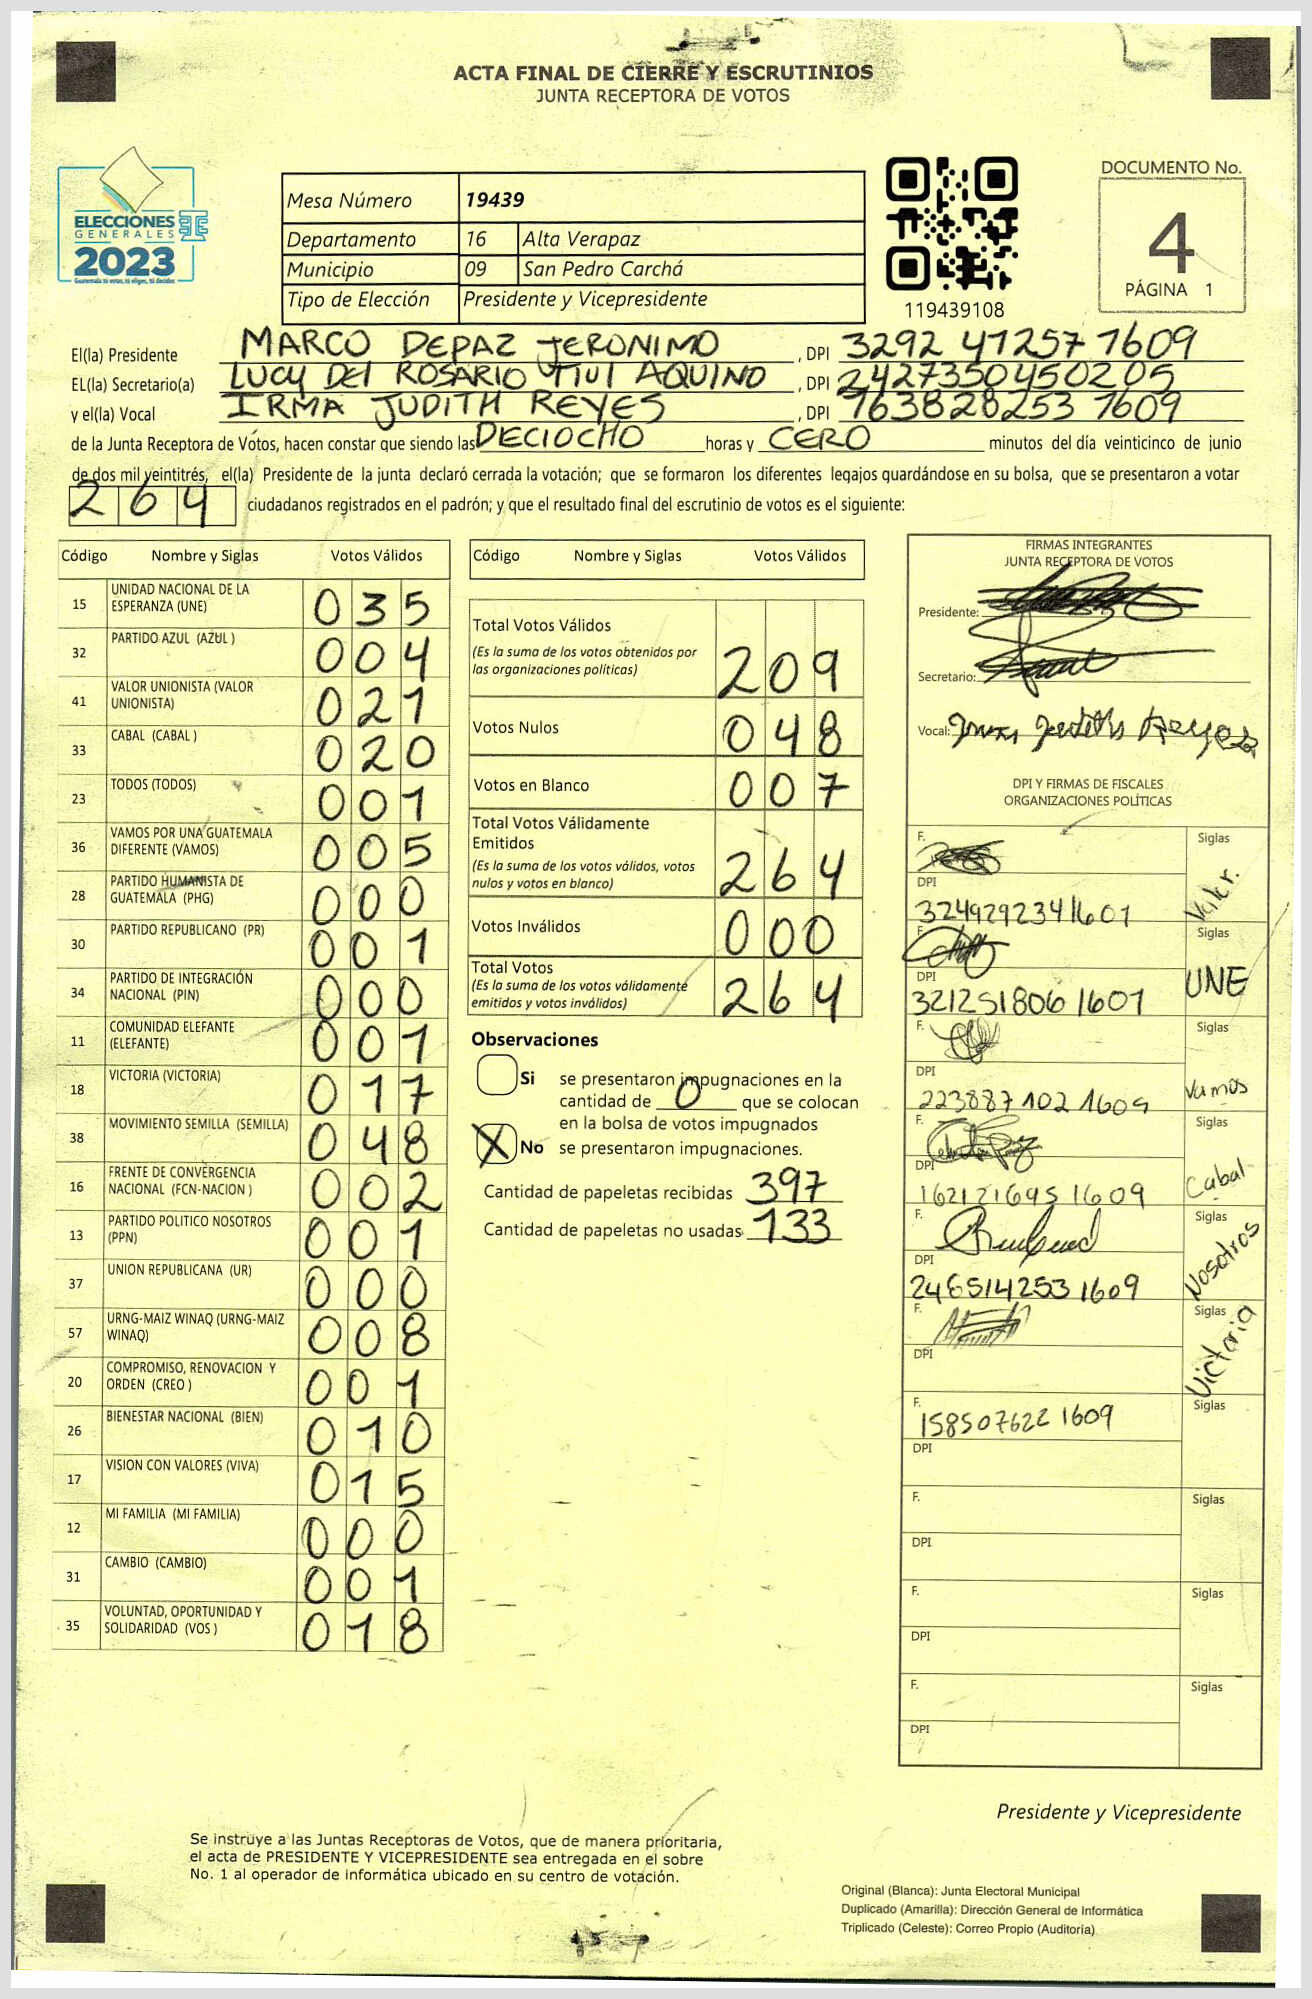 ACTA FINAL DE CIERRE Y ESCRUTINIOS
JUNTA RECEPTORA DE VOTOS
ELECCIONES
GENERALES
2023
Guatemala tú votas, tú eliges, tú decides
Mesa Número 19439
Departamento 16 Alta Verapaz
Municipio 09 San Pedro Carchá
Tipo de Elección Presidente y Vicepresidente
119439108
DOCUMENTO No.
4
PÁGINA 1
El(la) Presidente MARCO DEPAZ JERONIMO , DPI 3292 41257 1609
EL(la) Secretario(a) LUCY DEL ROSARIO TIUL AQUINO , DPI 2427350450205
y el(la) Vocal IRMA JUDITH REYES , DPI 163828253 1609
de la Junta Receptora de Votos, hacen constar que siendo las DECIOCHO horas y CERO minutos del día veinticinco de junio
de dos mil veintitrés, el(la) Presidente de la junta declaró cerrada la votación; que se formaron los diferentes legajos guardándose en su bolsa, que se presentaron a votar
264 ciudadanos registrados en el padrón; y que el resultado final del escrutinio de votos es el siguiente:
Código Nombre y Siglas Votos Válidos
15 UNIDAD NACIONAL DE LA ESPERANZA (UNE) 035
32 PARTIDO AZUL (AZUL ) 004
41 VALOR UNIONISTA (VALOR UNIONISTA) 021
33 CABAL (CABAL ) 020
23 TODOS (TODOS) 001
36 VAMOS POR UNA GUATEMALA DIFERENTE (VAMOS) 005
28 PARTIDO HUMANISTA DE GUATEMALA (PHG) 000
30 PARTIDO REPUBLICANO (PR) 001
34 PARTIDO DE INTEGRACIÓN NACIONAL (PIN) 000
11 COMUNIDAD ELEFANTE (ELEFANTE) 001
18 VICTORIA (VICTORIA) 017
38 MOVIMIENTO SEMILLA (SEMILLA) 048
16 FRENTE DE CONVERGENCIA NACIONAL (FCN-NACION ) 002
13 PARTIDO POLITICO NOSOTROS (PPN) 001
37 UNION REPUBLICANA (UR) 000
57 URNG-MAIZ WINAQ (URNG-MAIZ WINAQ) 008
20 COMPROMISO, RENOVACION Y ORDEN (CREO ) 001
26 BIENESTAR NACIONAL (BIEN) 010
17 VISION CON VALORES (VIVA) 015
12 MI FAMILIA (MI FAMILIA) 000
31 CAMBIO (CAMBIO) 001
35 VOLUNTAD, OPORTUNIDAD Y SOLIDARIDAD (VOS ) 018
Código Nombre y Siglas Votos Válidos
Total Votos Válidos
(Es la suma de los votos obtenidos por
las organizaciones políticas) 209
Votos Nulos 048
Votos en Blanco 007
Total Votos Válidamente
Emitidos
(Es la suma de los votos válidos, votos
nulos y votos en blanco) 264
Votos Inválidos 000
Total Votos
(Es la suma de los votos válidamente
emitidos y votos inválidos) 264
Observaciones
Si se presentaron impugnaciones en la
cantidad de 0 que se colocan
en la bolsa de votos impugnados
X No se presentaron impugnaciones.
Cantidad de papeletas recibidas 397
Cantidad de papeletas no usadas 133
FIRMAS INTEGRANTES
JUNTA RECEPTORA DE VOTOS
Presidente:
Secretario:
Vocal: Irma Judith Reyes
DPI Y FIRMAS DE FISCALES
ORGANIZACIONES POLÍTICAS
F. Siglas Valor.
DPI 3249292341601
F. Siglas UNE
DPI 321251806 1601
F. Siglas Vamos
DPI 223887102 1609
F. Siglas Cabal
DPI 162121695 1609
F. Siglas Nosotros
DPI 246514253 1609
F. Siglas Victoria
DPI
F. 158507622 1609 Siglas
DPI
F. Siglas
DPI
F. Siglas
DPI
F. Siglas
DPI
Presidente y Vicepresidente
Se instruye a las Juntas Receptoras de Votos, que de manera prioritaria,
el acta de PRESIDENTE Y VICEPRESIDENTE sea entregada en el sobre
No. 1 al operador de informática ubicado en su centro de votación.
Original (Blanca): Junta Electoral Municipal
Duplicado (Amarilla): Dirección General de Informática
Triplicado (Celeste): Correo Propio (Auditoría)